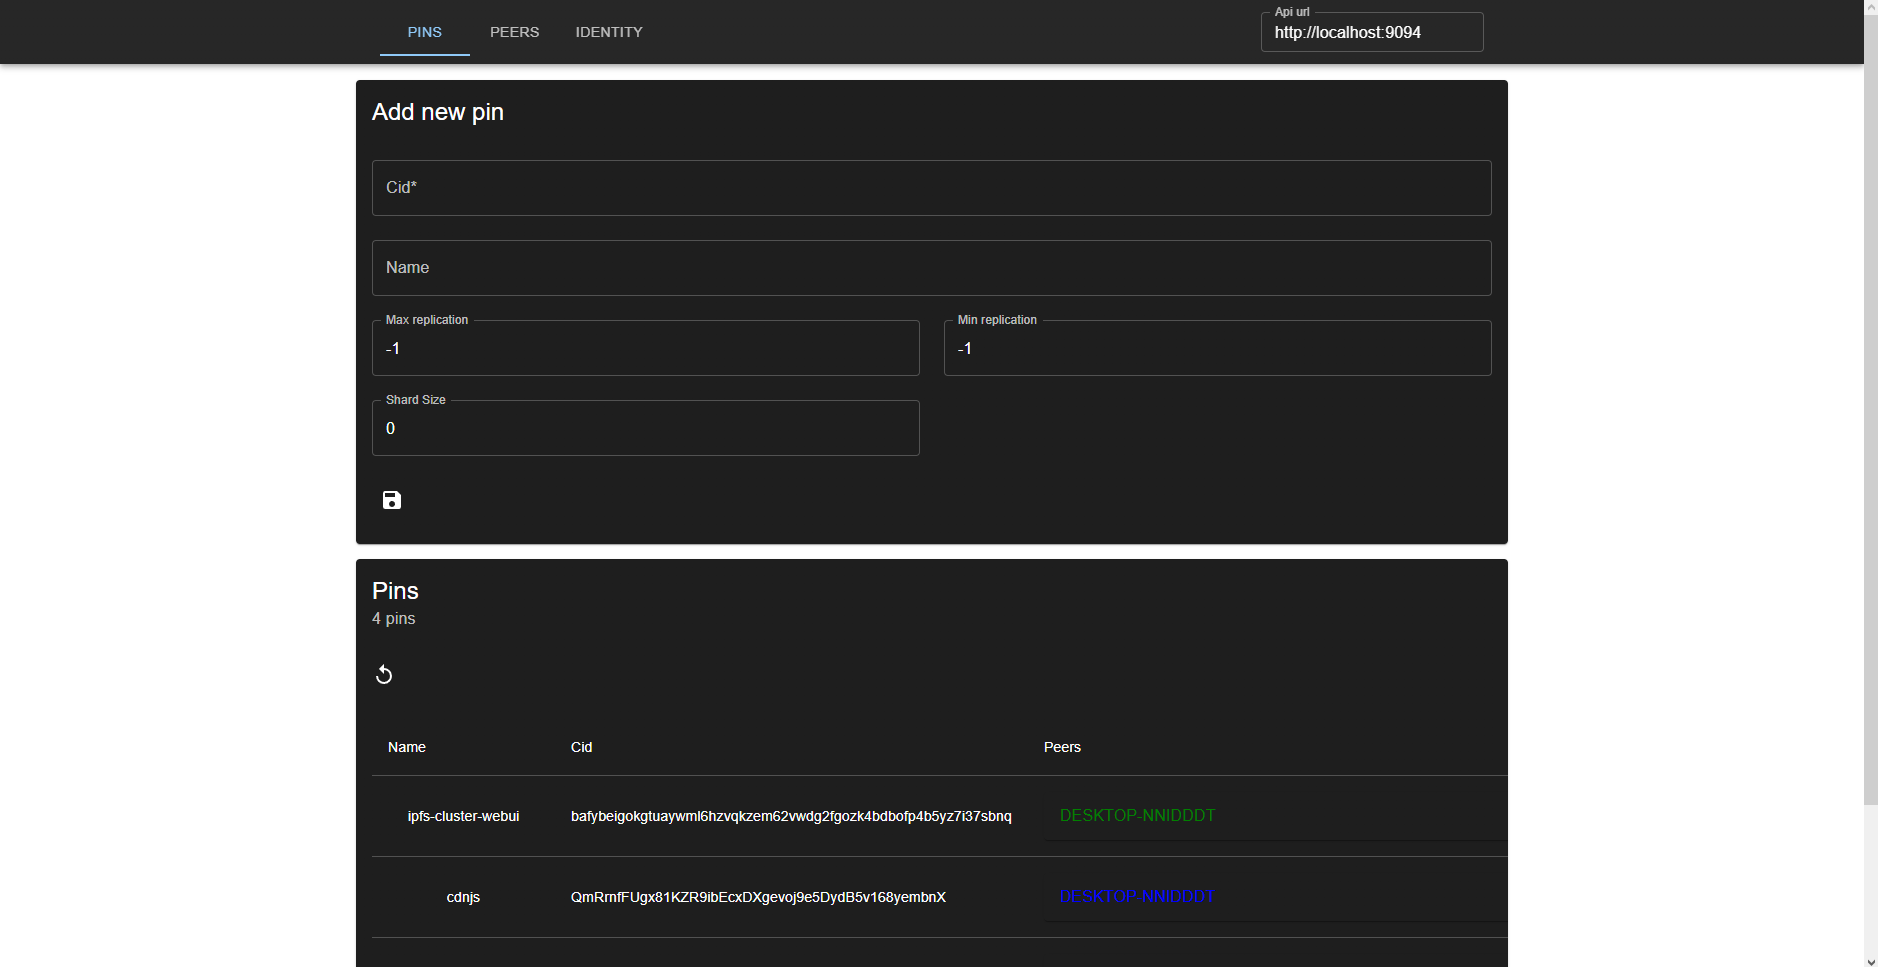 PINS PEERS IDENTITY
Api url
http://localhost:9094
Add new pin
Cid*
Name
Max replication
-1
Min replication
-1
Shard Size
0
Pins
4 pins
Name Cid Peers
ipfs-cluster-webui bafybeigokgtuaywml6hzvqkzem62vwdg2fgozk4bdbofp4b5yz7i37sbnq DESKTOP-NNIDDDT
cdnjs QmRrnfFUgx81KZR9ibEcxDXgevoj9e5DydB5v168yembnX DESKTOP-NNIDDDT